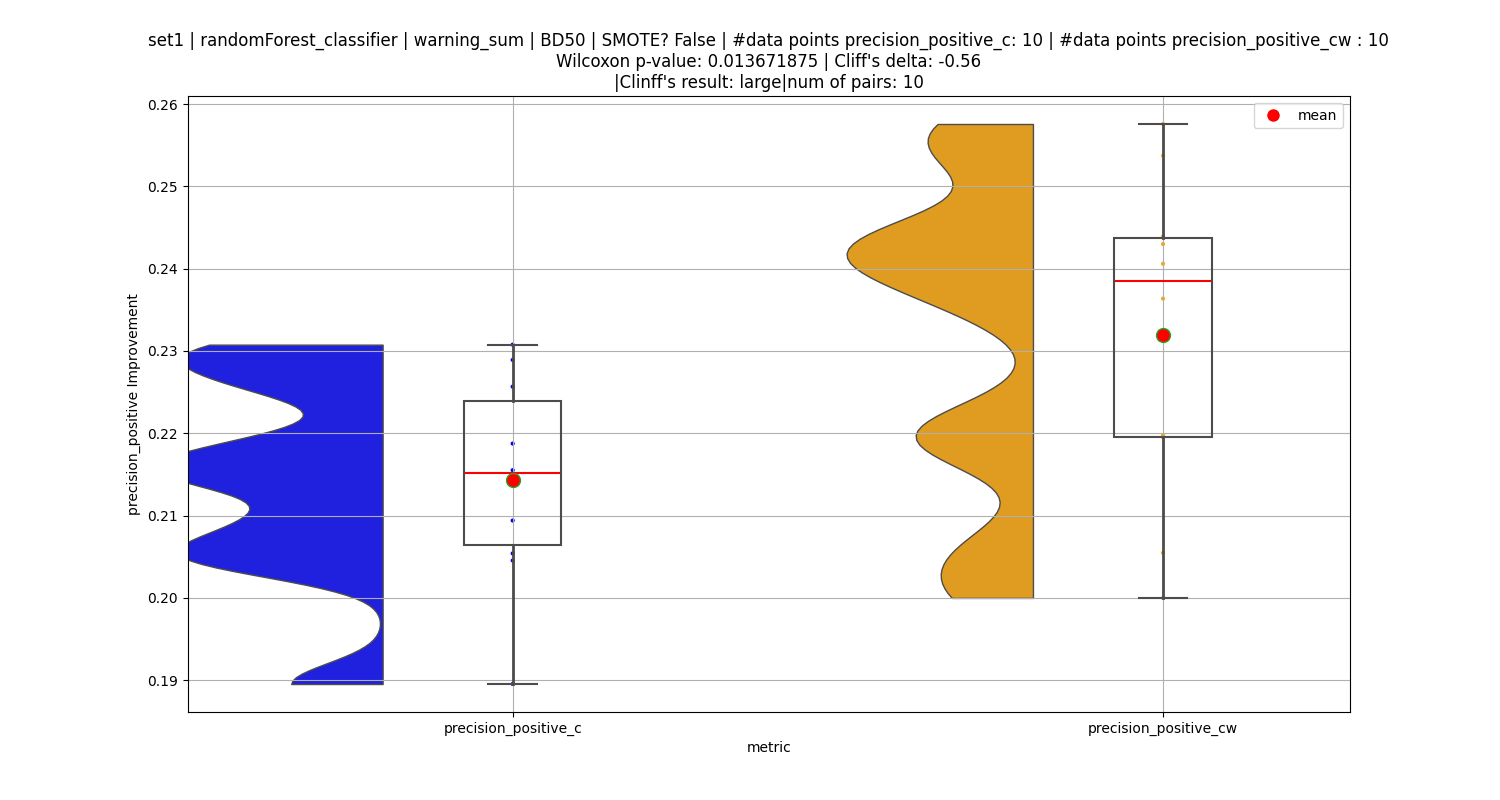 set1 | randomForest_classifier | warning_sum | BD50 | SMOTE? False | #data points precision_positive_c: 10 | #data points precision_positive_cw : 10
Wilcoxon p-value: 0.013671875 | Cliff's delta: -0.56
|Clinff's result: large|num of pairs: 10
mean
0.26
0.25
0.24
0.23
0.22
0.21
0.20
0.19
precision_positive Improvement
precision_positive_c
precision_positive_cw
metric